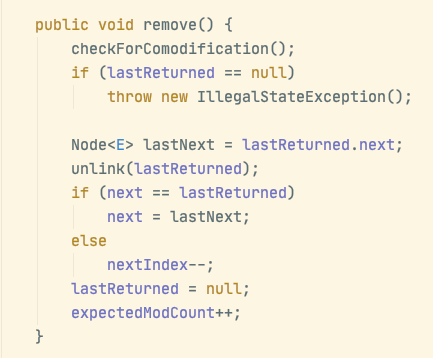 public void remove() {
    checkForComodification();
    if (lastReturned == null)
        throw new IllegalStateException();

    Node<E> lastNext = lastReturned.next;
    unlink(lastReturned);
    if (next == lastReturned)
        next = lastNext;
    else
        nextIndex--;
    lastReturned = null;
    expectedModCount++;
}